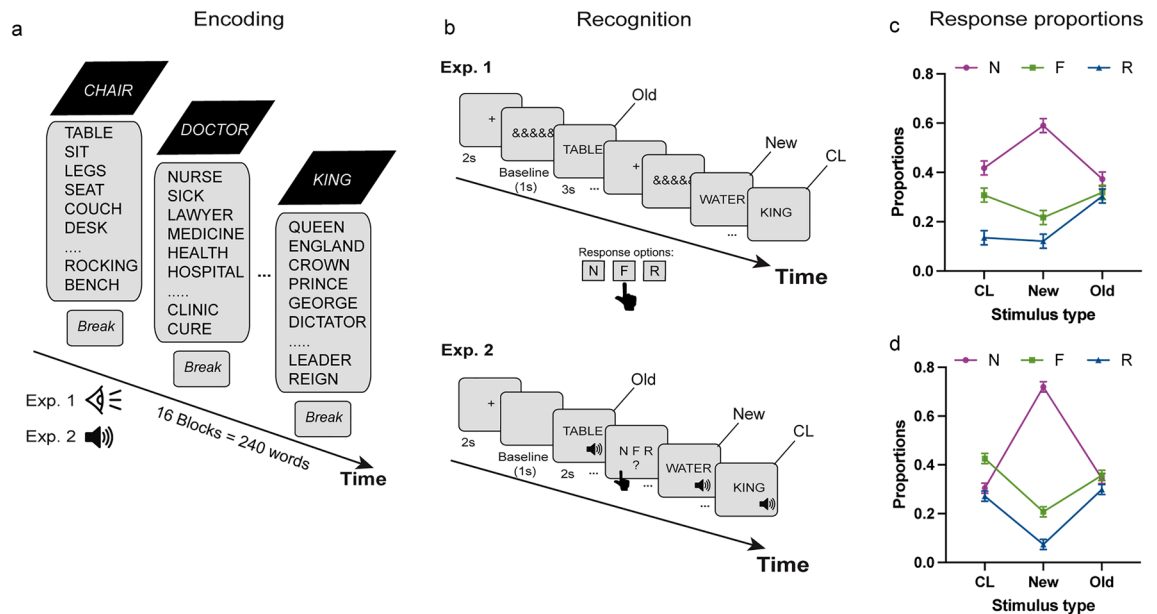 Encoding
a
CHAIR
TABLE
SIT
LEGS
SEAT
COUCH
DESK
....
ROCKING
BENCH
Break
DOCTOR
NURSE
SICK
LAWYER
MEDICINE
HEALTH
HOSPITAL
.....
CLINIC
CURE
Break
...
KING
QUEEN
ENGLAND
CROWN
PRINCE
GEORGE
DICTATOR
.....
LEADER
REIGN
Break
Exp. 1
Exp. 2
16 Blocks = 240 words
Time
Recognition
b
Exp. 1
+
2s
&&&&&
Baseline
(1s)
TABLE
Old
3s
...
+
&&&&&
WATER
New
...
KING
CL
Time
Response options:
N F R
Exp. 2
+
2s
Baseline
(1s)
TABLE
Old
2s
...
N F R
?
...
WATER
New
...
KING
CL
Time
Response proportions
c
N F R
0.8
0.6
0.4
0.2
0.0
Proportions
CL New Old
Stimulus type
d
N F R
0.8
0.6
0.4
0.2
0.0
Proportions
CL New Old
Stimulus type